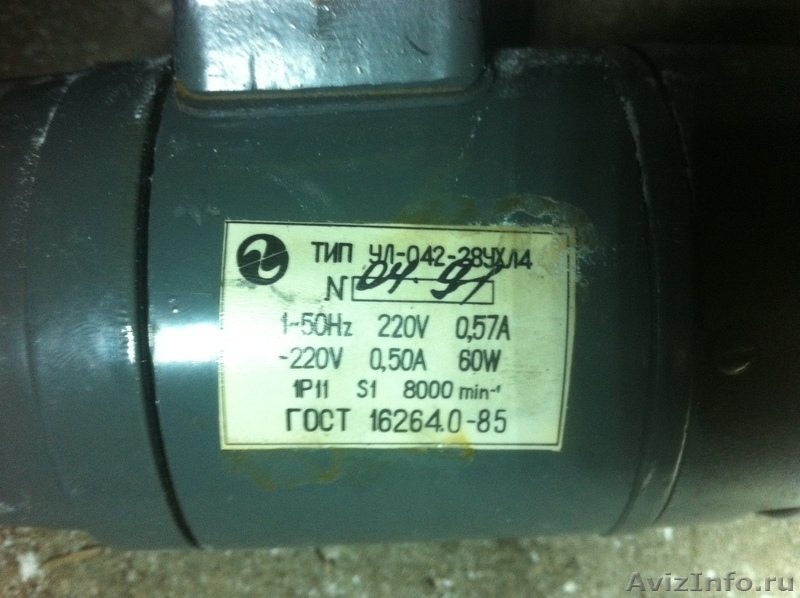 ТИП УЛ-042-28УХЛ4
N 04. 91
1~50Hz 220V 0,57A
-220V 0,50A 60W
1P11 S1 8000 min⁻¹
ГОСТ 16264.0-85
AvizInfo.ru